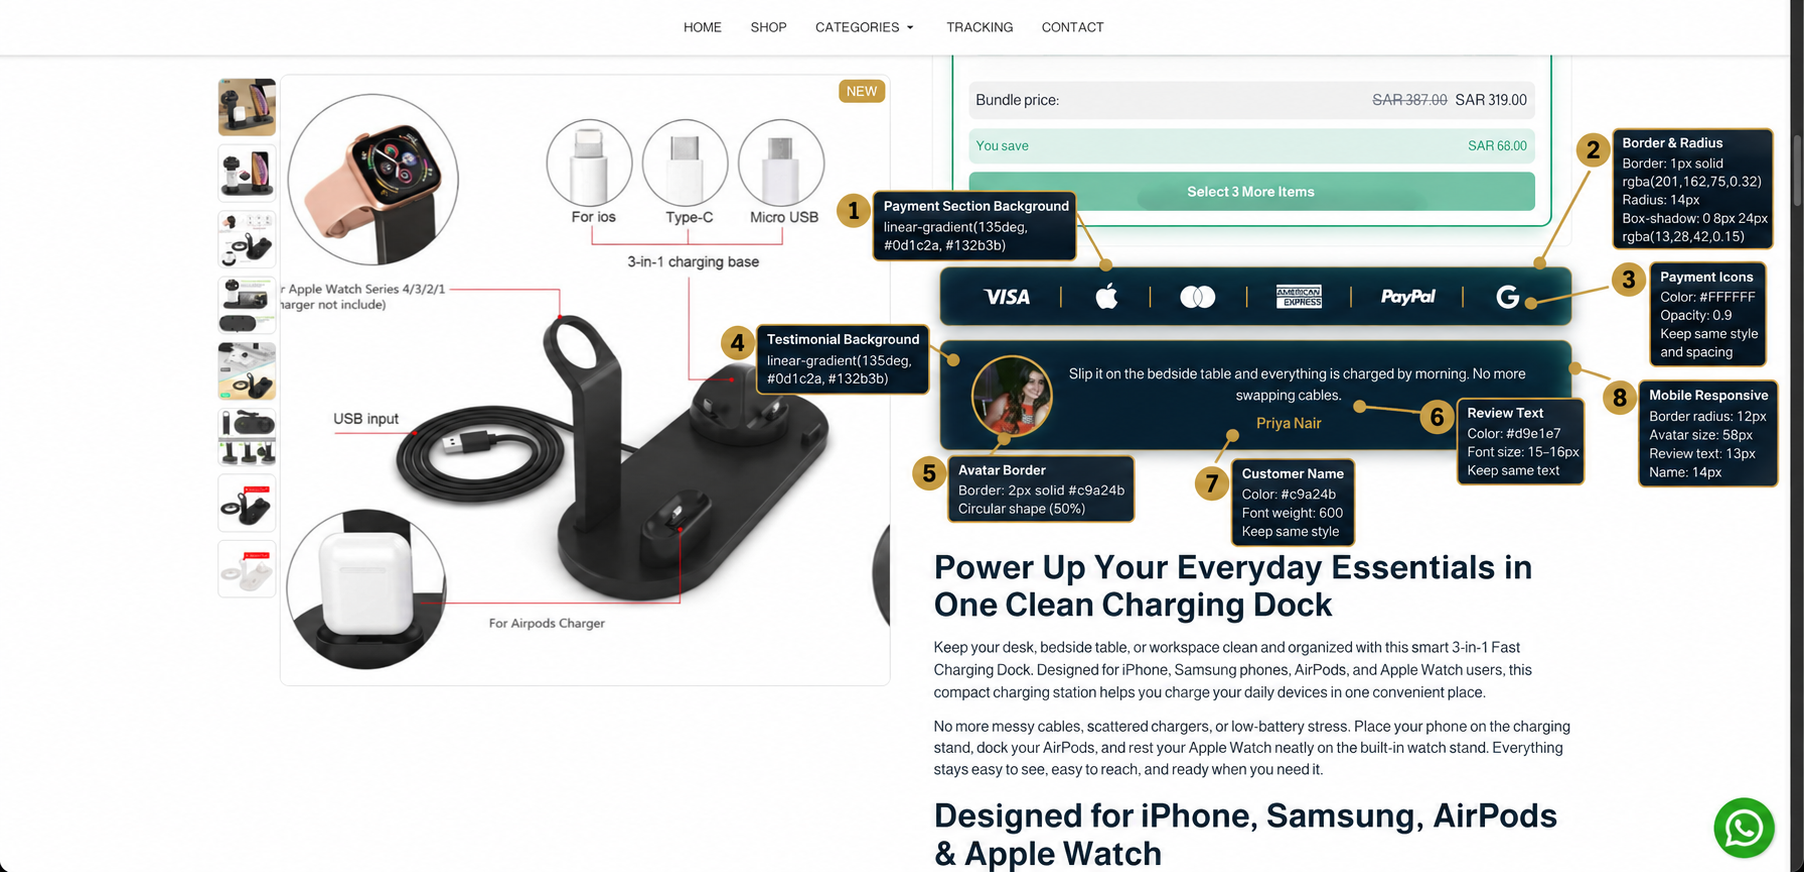 HOME SHOP CATEGORIES TRACKING CONTACT
NEW
For ios Type-C Micro USB
3-in-1 charging base
r Apple Watch Series 4/3/2/1
harger not include)
USB input
For Airpods Charger
Bundle price: SAR 387.00 SAR 319.00
You save SAR 68.00
Select 3 More Items
1
Payment Section Background
linear-gradient(135deg,
#0d1c2a, #132b3b)
2
Border & Radius
Border: 1px solid
rgba(201,162,75,0.32)
Radius: 14px
Box-shadow: 0 8px 24px
rgba(13,28,42,0.15)
VISA AMERICAN EXPRESS PayPal G
3
Payment Icons
Color: #FFFFFF
Opacity: 0.9
Keep same style
and spacing
4
Testimonial Background
linear-gradient(135deg,
#0d1c2a, #132b3b)
Slip it on the bedside table and everything is charged by morning. No more
swapping cables.
Priya Nair
5
Avatar Border
Border: 2px solid #c9a24b
Circular shape (50%)
6
Review Text
Color: #d9e1e7
Font size: 15–16px
Keep same text
7
Customer Name
Color: #c9a24b
Font weight: 600
Keep same style
8
Mobile Responsive
Border radius: 12px
Avatar size: 58px
Review text: 13px
Name: 14px
Power Up Your Everyday Essentials in
One Clean Charging Dock
Keep your desk, bedside table, or workspace clean and organized with this smart 3-in-1 Fast
Charging Dock. Designed for iPhone, Samsung phones, AirPods, and Apple Watch users, this
compact charging station helps you charge your daily devices in one convenient place.
No more messy cables, scattered chargers, or low-battery stress. Place your phone on the charging
stand, dock your AirPods, and rest your Apple Watch neatly on the built-in watch stand. Everything
stays easy to see, easy to reach, and ready when you need it.
Designed for iPhone, Samsung, AirPods
& Apple Watch